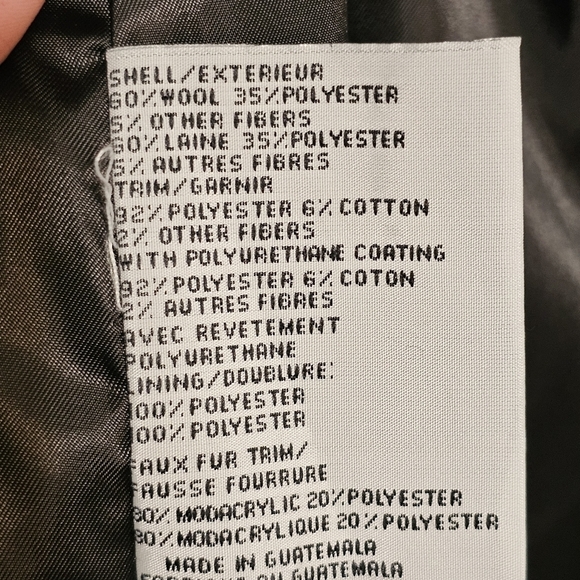 SHELL/EXTERIEUR
60%WOOL 35%POLYESTER
5% OTHER FIBERS
60%LAINE 35%POLYESTER
5% AUTRES FIBRES
TRIM/GARNIR
92%POLYESTER 6%COTTON
2% OTHER FIBERS
WITH POLYURETHANE COATING
92%POLYESTER 6%COTON
2% AUTRES FIBRES
AVEC REVETEMENT
POLYURETHANE
LINING/DOUBLURE:
100%POLYESTER
100%POLYESTER
FAUX FUR TRIM/
FAUSSE FOURRURE
80%MODACRYLIC 20%POLYESTER
80%MODACRYLIQUE 20%POLYESTER
MADE IN GUATEMALA
FABRIQUE AU GUATEMALA